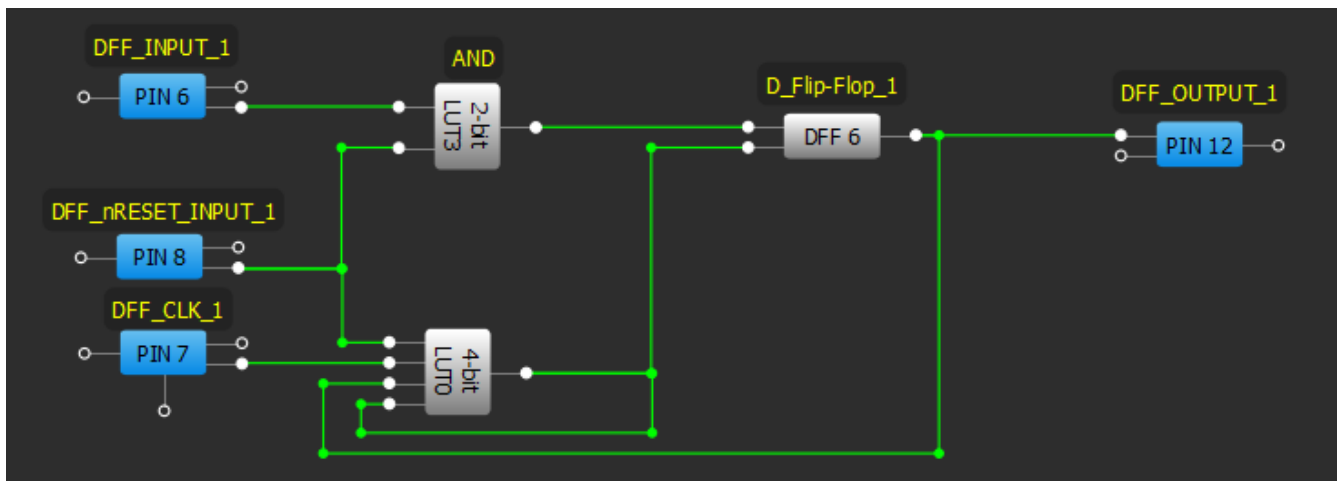 DFF_INPUT_1
PIN 6
AND
2-bit
LUT3
D_Flip-Flop_1
DFF 6
DFF_OUTPUT_1
PIN 12
DFF_nRESET_INPUT_1
PIN 8
DFF_CLK_1
PIN 7
4-bit
LUT0